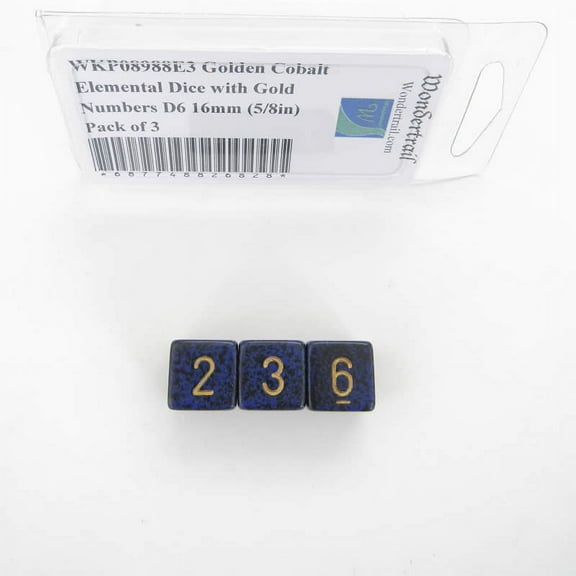 WKP08988E3 Golden Cobalt
Elemental Dice with Gold
Numbers D6 16mm (5/8in)
Pack of 3
Wondertrail
Wondertrail.com
W
2 3 6